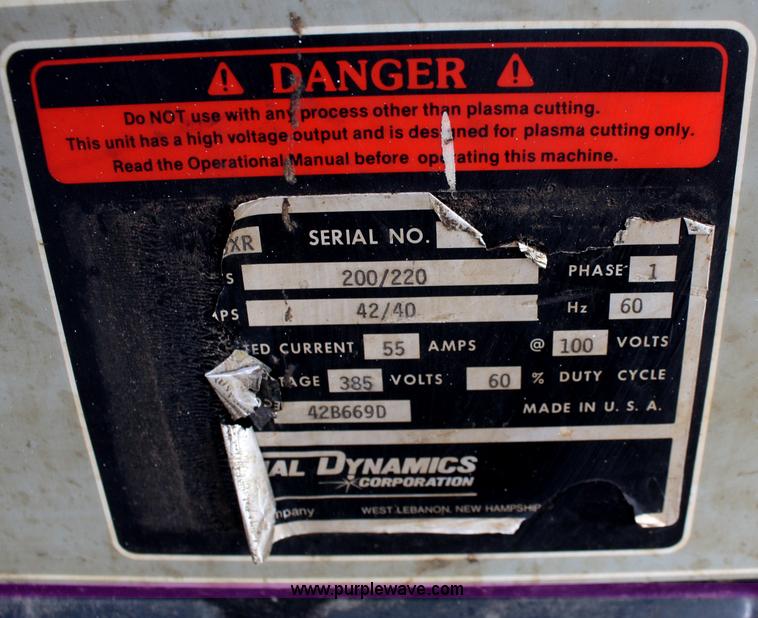 DANGER
Do NOT use with any process other than plasma cutting.
This unit has a high voltage output and is designed for plasma cutting only.
Read the Operational Manual before operating this machine.
XR SERIAL NO.
S 200/220 PHASE 1
PS 42/40 Hz 60
TED CURRENT 55 AMPS @ 100 VOLTS
TAGE 385 VOLTS 60 % DUTY CYCLE
42B669D MADE IN U. S. A.
MAL DYNAMICS
CORPORATION
mpany WEST LEBANON, NEW HAMPSHIR
www.purplewave.com